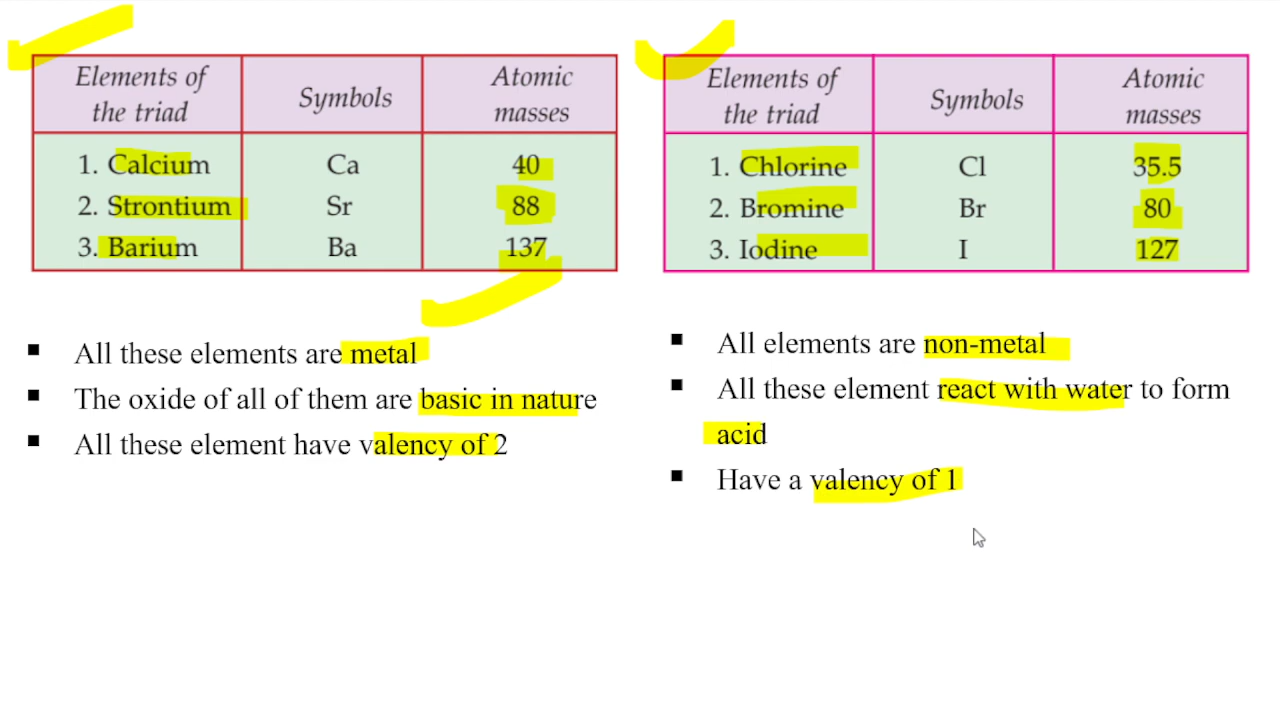 Elements of the triad Symbols Atomic masses
1. Calcium Ca 40
2. Strontium Sr 88
3. Barium Ba 137
▪ All these elements are metal
▪ The oxide of all of them are basic in nature
▪ All these element have valency of 2
Elements of the triad Symbols Atomic masses
1. Chlorine Cl 35.5
2. Bromine Br 80
3. Iodine I 127
▪ All elements are non-metal
▪ All these element react with water to form
acid
▪ Have a valency of 1